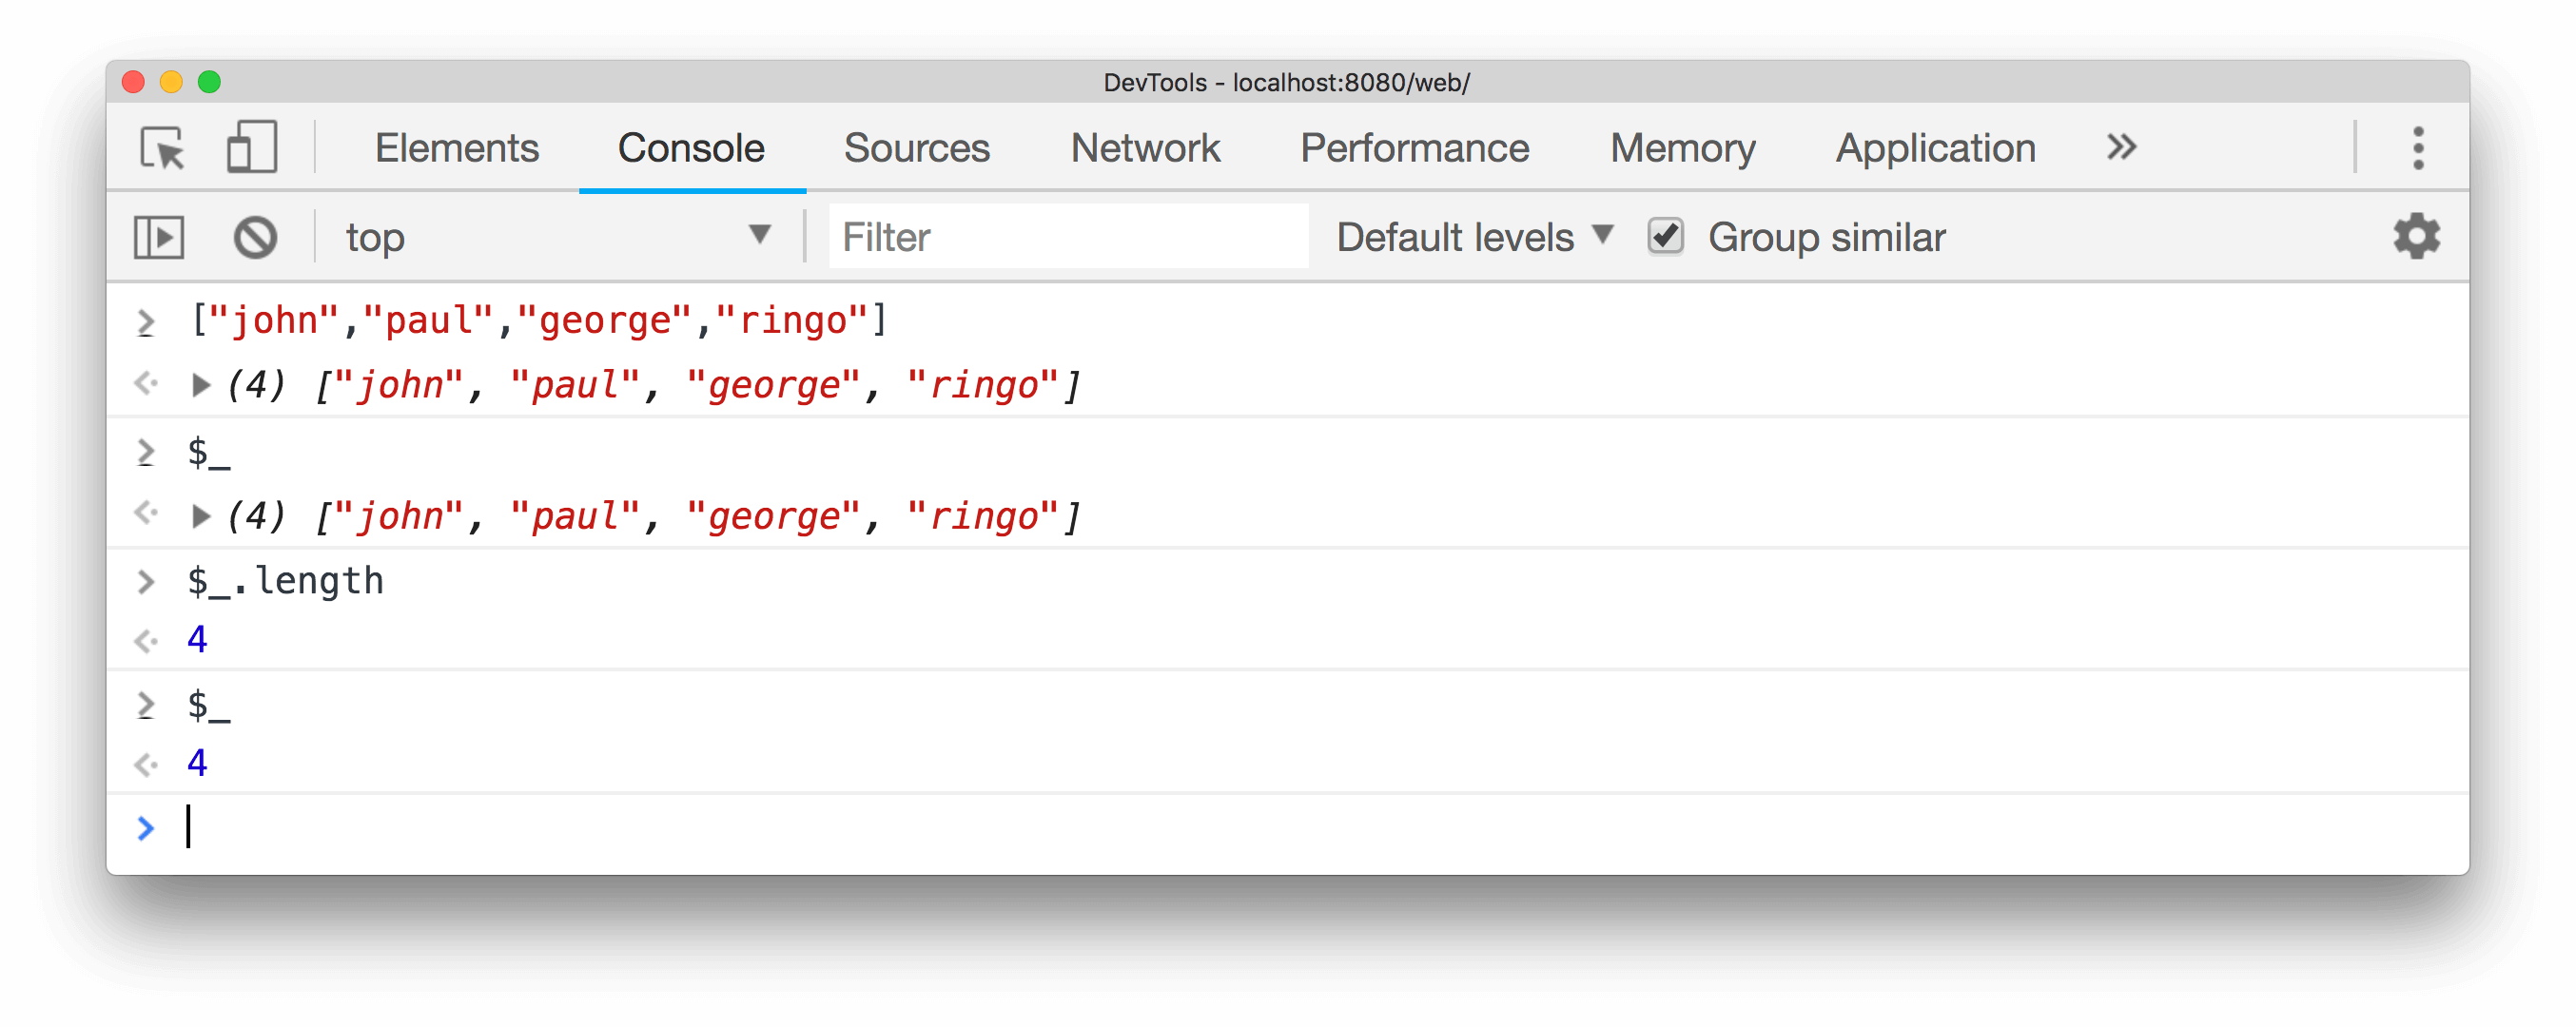 DevTools - localhost:8080/web/
Elements Console Sources Network Performance Memory Application »
top Filter Default levels Group similar
> ["john","paul","george","ringo"]
(4) ["john", "paul", "george", "ringo"]
> $_
(4) ["john", "paul", "george", "ringo"]
> $_.length
4
> $_
4
>